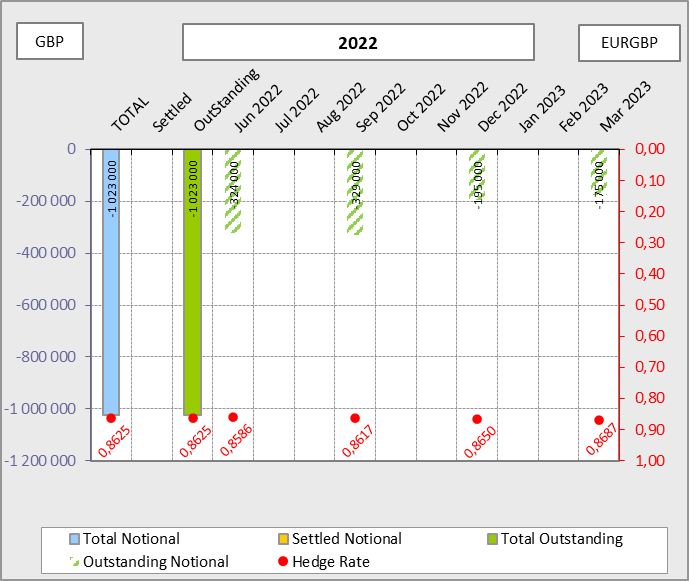 GBP
2022
EURGBP
TOTAL
Settled
OutStanding
Jun 2022
Jul 2022
Aug 2022
Sep 2022
Oct 2022
Nov 2022
Dec 2022
Jan 2023
Feb 2023
Mar 2023
0
-200 000
-400 000
-600 000
-800 000
-1 000 000
-1 200 000
-1 023 000
-1 023 000
-324 000
-329 000
-195 000
-175 000
0,8625
0,8625
0,8586
0,8617
0,8650
0,8687
0,00
0,10
0,20
0,30
0,40
0,50
0,60
0,70
0,80
0,90
1,00
Total Notional
Settled Notional
Total Outstanding
Outstanding Notional
Hedge Rate